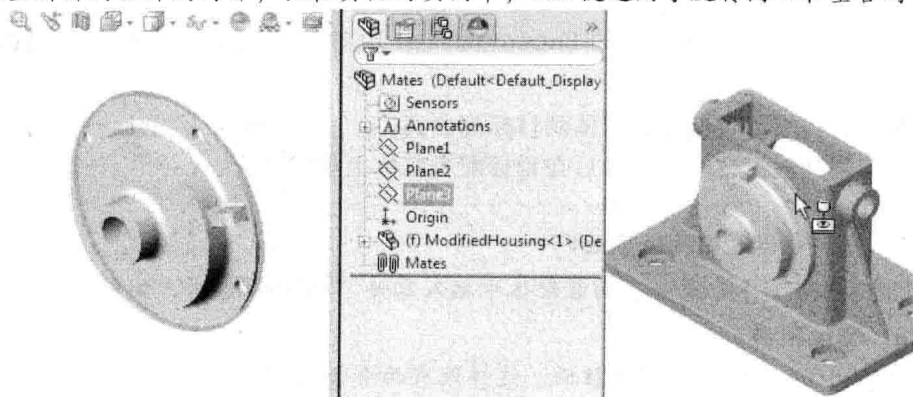 Mates (Default<Default_Display
Sensors
A Annotations
Plane1
Plane2
Plane3
Origin
(f) ModifiedHousing<1> (De
Mates